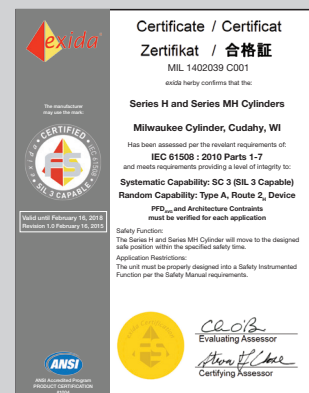 exida
The manufacturer
may use the mark:
CERTIFIED
IEC 61508
SIL 3 CAPABLE
Valid until February 16, 2018
Revision 1.0 February 16, 2015
ANSI
ANSI Accredited Program
PRODUCT CERTIFICATION
Certificate / Certificat
Zertifikat / 合格証
MIL 1402039 C001
exida herby confirms that the:
Series H and Series MH Cylinders
Milwaukee Cylinder, Cudahy, WI
Has been assessed per the revelant requirements of:
IEC 61508 : 2010 Parts 1-7
and meets requirements providing a level of integrity to:
Systematic Capability: SC 3 (SIL 3 Capable)
Random Capability: Type A, Route 2H Device
PFDavg and Architecture Contraints
must be verified for each application
Safety Function:
The Series H and Series MH Cylinder will move to the designed
safe position within the specified safety time.
Application Restrictions:
The unit must be properly designed into a Safety Instrumented
Function per the Safety Manual requirements.
Evaluating Assessor
Certifying Assessor